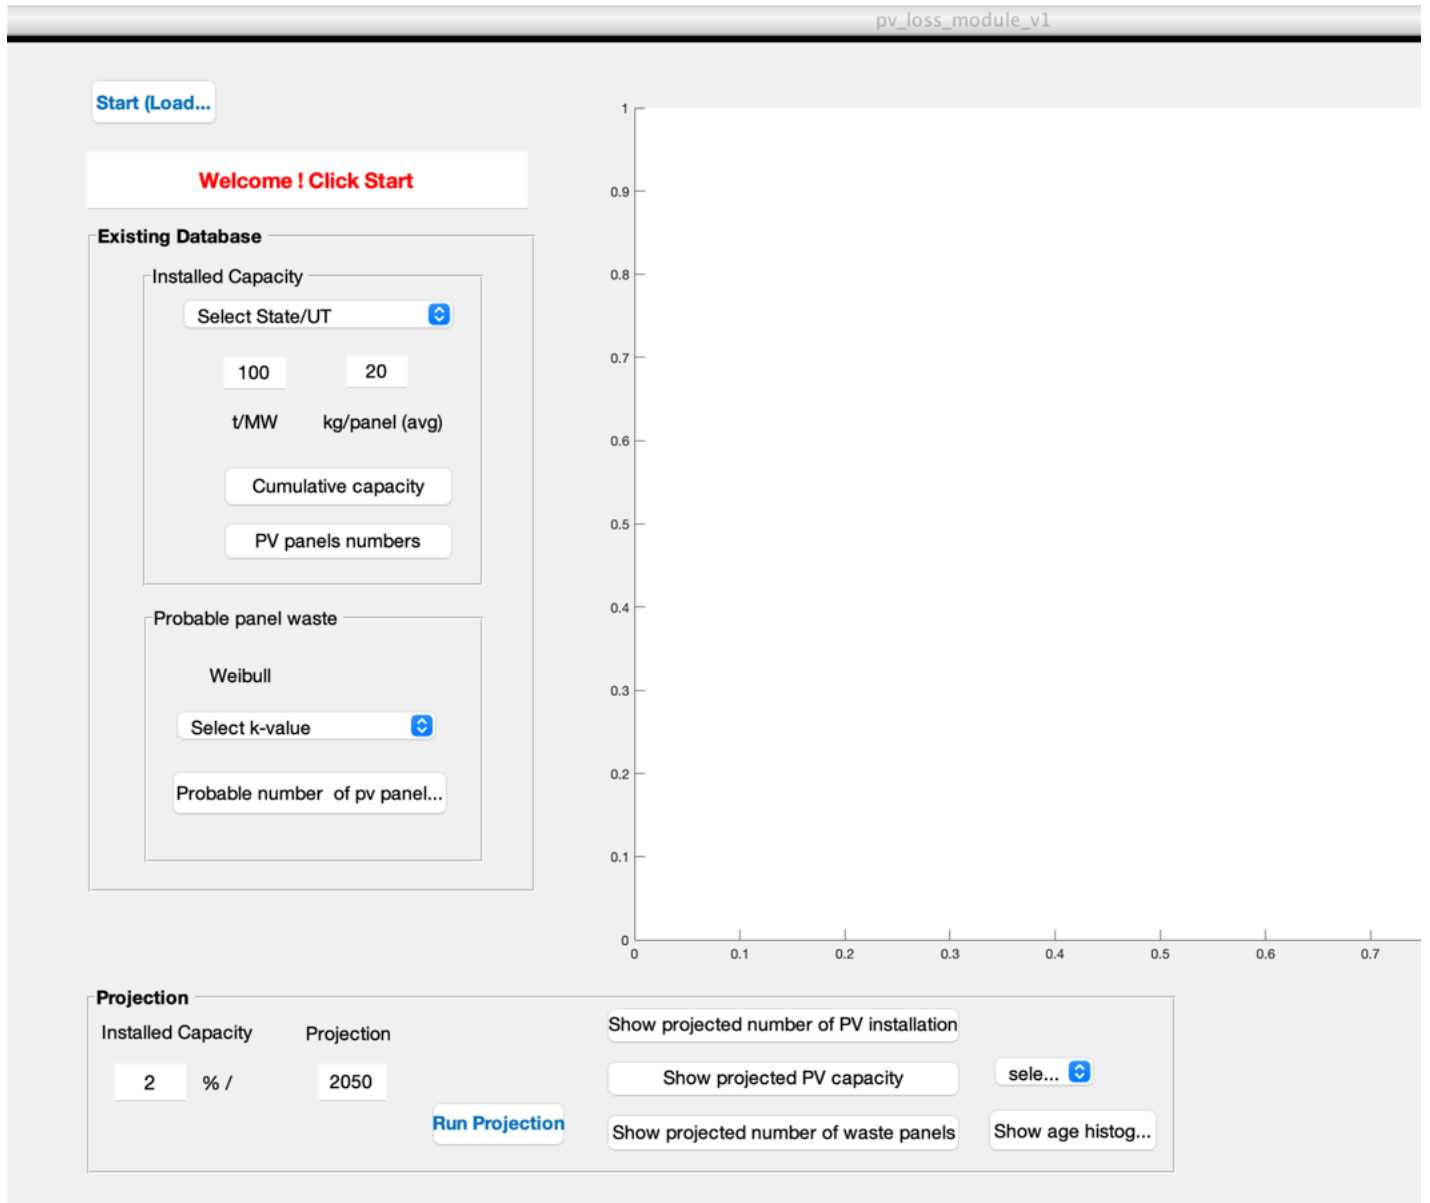 pv_loss_module_v1
Start (Load...
Welcome ! Click Start
Existing Database
Installed Capacity
Select State/UT
100 20
t/MW kg/panel (avg)
Cumulative capacity
PV panels numbers
Probable panel waste
Weibull
Select k-value
Probable number of pv panel...
1
0.9
0.8
0.7
0.6
0.5
0.4
0.3
0.2
0.1
0
0 0.1 0.2 0.3 0.4 0.5 0.6 0.7
Projection
Installed Capacity Projection
2 % / 2050
Run Projection
Show projected number of PV installation
Show projected PV capacity
Show projected number of waste panels
sele...
Show age histog...